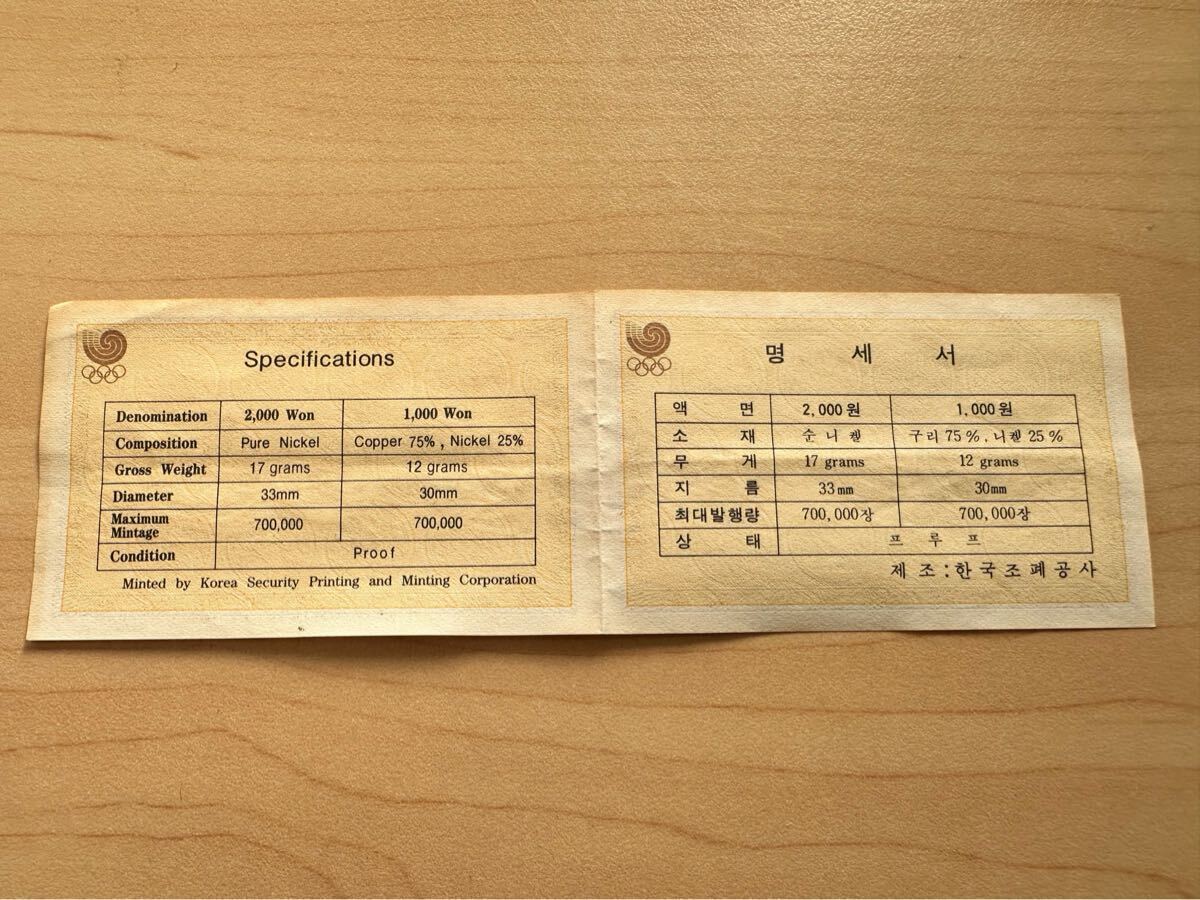 Specifications
Denomination 2,000 Won 1,000 Won
Composition Pure Nickel Copper 75%, Nickel 25%
Gross Weight 17 grams 12 grams
Diameter 33mm 30mm
Maximum Mintage 700,000 700,000
Condition Proof
Minted by Korea Security Printing and Minting Corporation
명 세 서
액 면 2,000원 1,000원
소 재 순니켈 구리75%, 니켈25%
무 게 17 grams 12 grams
지 름 33mm 30mm
최대발행량 700,000장 700,000장
상 태 프 루 프
제 조:한국조폐공사